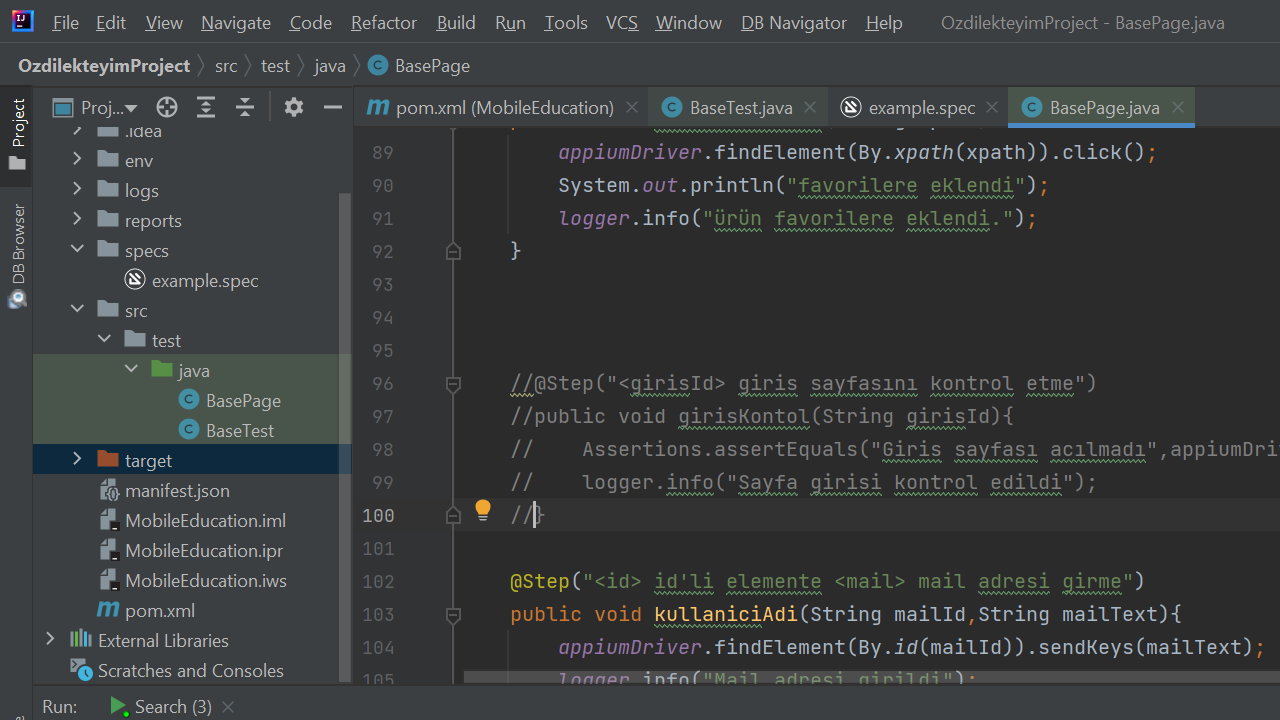 File Edit View Navigate Code Refactor Build Run Tools VCS Window DB Navigator Help OzdilekteyimProject - BasePage.java
OzdilekteyimProject src test java BasePage
Project
DB Browser
Proj...
.idea
env
logs
reports
specs
example.spec
src
test
java
BasePage
BaseTest
target
manifest.json
MobileEducation.iml
MobileEducation.ipr
MobileEducation.iws
pom.xml
External Libraries
Scratches and Consoles
pom.xml (MobileEducation) BaseTest.java example.spec BasePage.java
89 appiumDriver.findElement(By.xpath(xpath)).click();
90 System.out.println("favorilere eklendi");
91 logger.info("ürün favorilere eklendi.");
92 }
93
94
95
96 //@Step("<girisId> giris sayfasını kontrol etme")
97 //public void girisKontol(String girisId){
98 // Assertions.assertEquals("Giris sayfası acılmadı",appiumDri
99 // logger.info("Sayfa girisi kontrol edildi");
100 //}
101
102 @Step("<id> id'li elemente <mail> mail adresi girme")
103 public void kullaniciAdi(String mailId,String mailText){
104 appiumDriver.findElement(By.id(mailId)).sendKeys(mailText);
105 logger.info("Mail adresi girildi");
Run: Search (3)